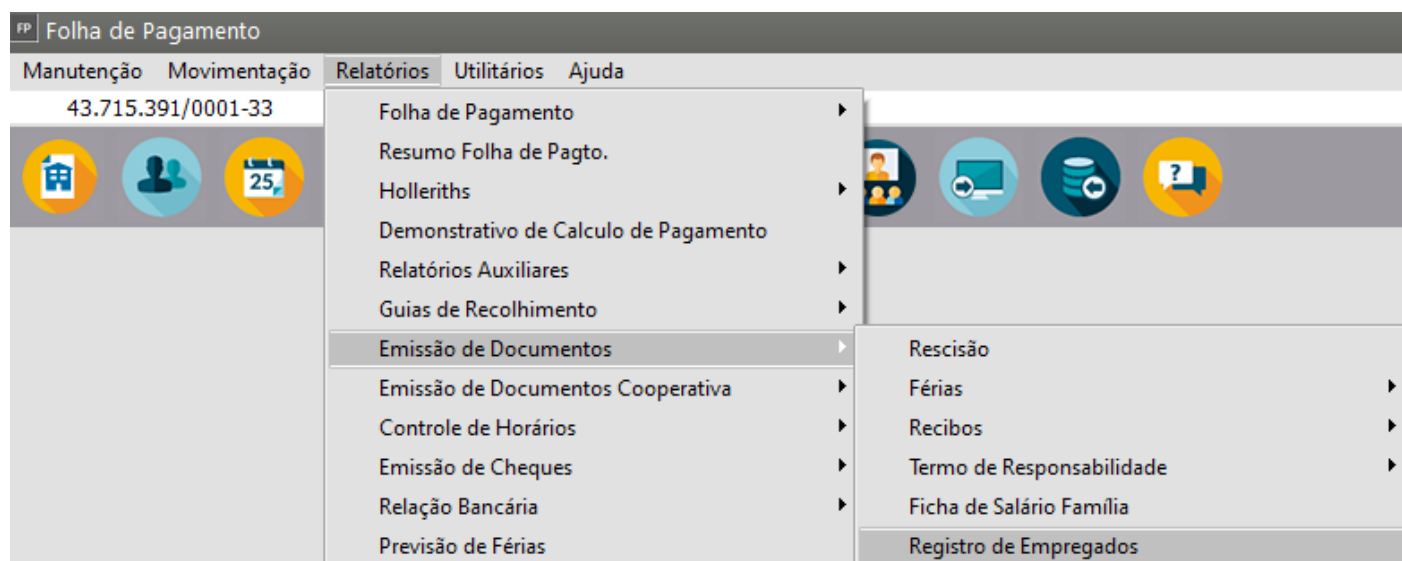 FP Folha de Pagamento
Manutenção Movimentação Relatórios Utilitários Ajuda
43.715.391/0001-33
25
?
Folha de Pagamento
Resumo Folha de Pagto.
Holleriths
Demonstrativo de Calculo de Pagamento
Relatórios Auxiliares
Guias de Recolhimento
Emissão de Documentos
Emissão de Documentos Cooperativa
Controle de Horários
Emissão de Cheques
Relação Bancária
Previsão de Férias
Rescisão
Férias
Recibos
Termo de Responsabilidade
Ficha de Salário Família
Registro de Empregados